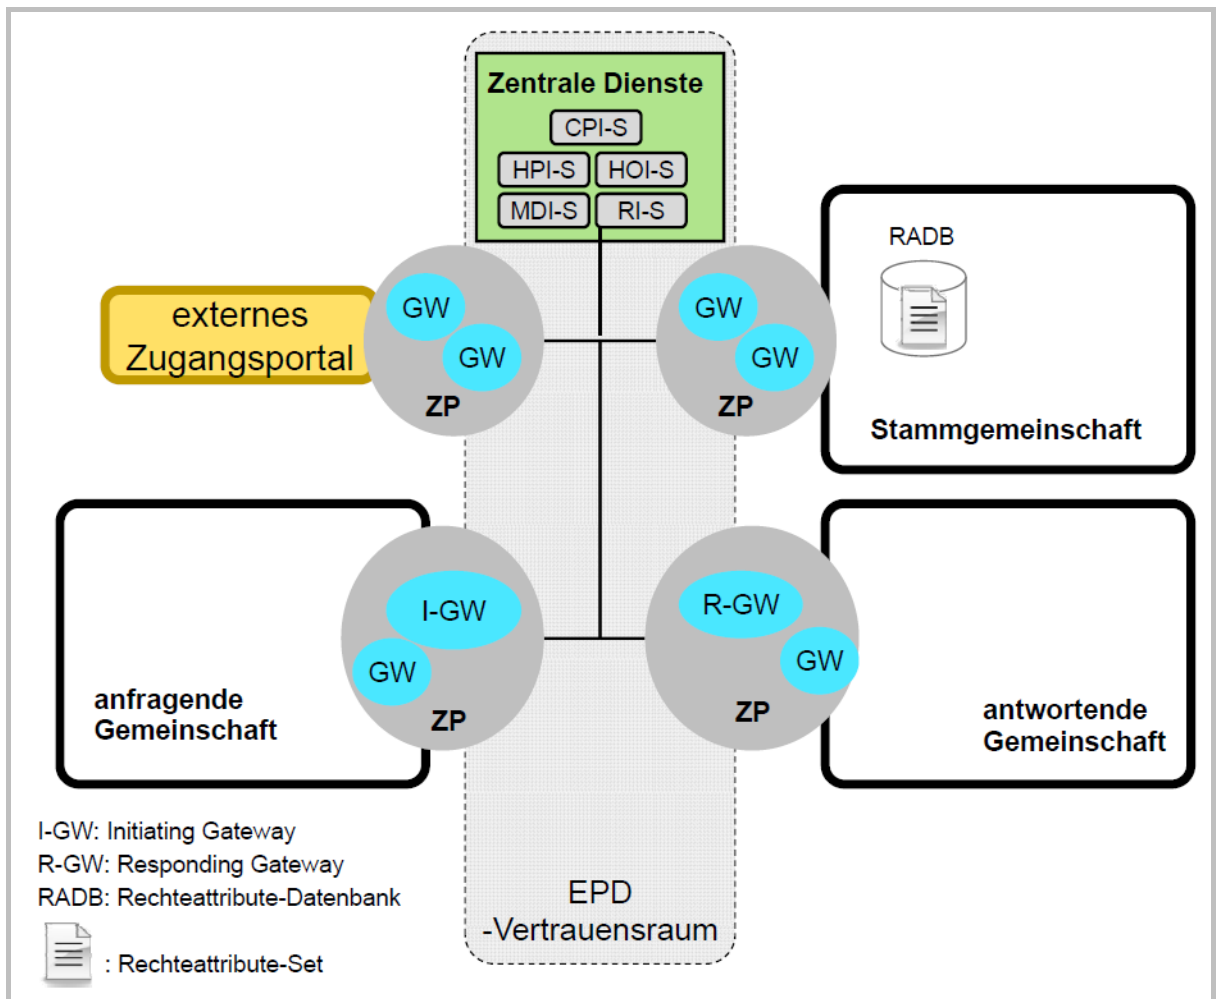 Zentrale Dienste
CPI-S
HPI-S HOI-S
MDI-S RI-S
RADB
externes
Zugangsportal
GW
GW
ZP
GW
GW
ZP
Stammgemeinschaft
I-GW
GW
ZP
anfragende
Gemeinschaft
R-GW
GW
ZP
antwortende
Gemeinschaft
I-GW: Initiating Gateway
R-GW: Responding Gateway
RADB: Rechteattribute-Datenbank
: Rechteattribute-Set
EPD
-Vertrauensraum